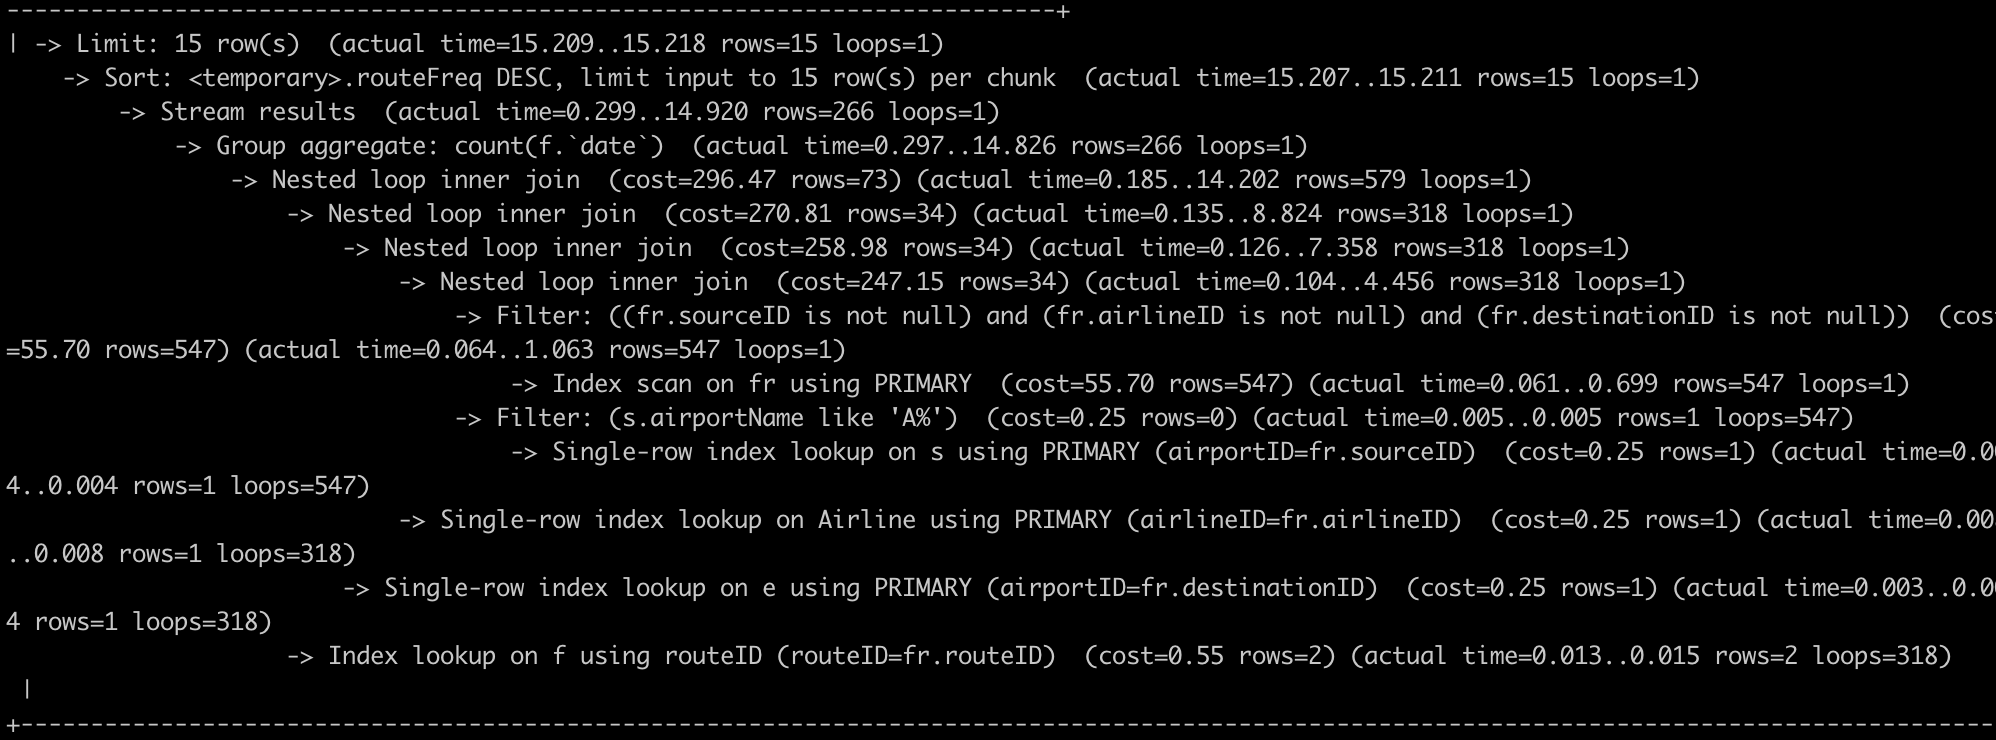 --------------------------------------------------------------------------+
| -> Limit: 15 row(s)  (actual time=15.209..15.218 rows=15 loops=1)
    -> Sort: <temporary>.routeFreq DESC, limit input to 15 row(s) per chunk  (actual time=15.207..15.211 rows=15 loops=1)
        -> Stream results  (actual time=0.299..14.920 rows=266 loops=1)
            -> Group aggregate: count(f.`date`)  (actual time=0.297..14.826 rows=266 loops=1)
                -> Nested loop inner join  (cost=296.47 rows=73) (actual time=0.185..14.202 rows=579 loops=1)
                    -> Nested loop inner join  (cost=270.81 rows=34) (actual time=0.135..8.824 rows=318 loops=1)
                        -> Nested loop inner join  (cost=258.98 rows=34) (actual time=0.126..7.358 rows=318 loops=1)
                            -> Nested loop inner join  (cost=247.15 rows=34) (actual time=0.104..4.456 rows=318 loops=1)
                                -> Filter: ((fr.sourceID is not null) and (fr.airlineID is not null) and (fr.destinationID is not null))  (cos
=55.70 rows=547) (actual time=0.064..1.063 rows=547 loops=1)
                                    -> Index scan on fr using PRIMARY  (cost=55.70 rows=547) (actual time=0.061..0.699 rows=547 loops=1)
                                -> Filter: (s.airportName like 'A%')  (cost=0.25 rows=0) (actual time=0.005..0.005 rows=1 loops=547)
                                    -> Single-row index lookup on s using PRIMARY (airportID=fr.sourceID)  (cost=0.25 rows=1) (actual time=0.00
4..0.004 rows=1 loops=547)
                            -> Single-row index lookup on Airline using PRIMARY (airlineID=fr.airlineID)  (cost=0.25 rows=1) (actual time=0.008
..0.008 rows=1 loops=318)
                        -> Single-row index lookup on e using PRIMARY (airportID=fr.destinationID)  (cost=0.25 rows=1) (actual time=0.003..0.00
4 rows=1 loops=318)
                    -> Index lookup on f using routeID (routeID=fr.routeID)  (cost=0.55 rows=2) (actual time=0.013..0.015 rows=2 loops=318)
 |
+---------------------------------------------------------------------------------------------------------------------------------------------